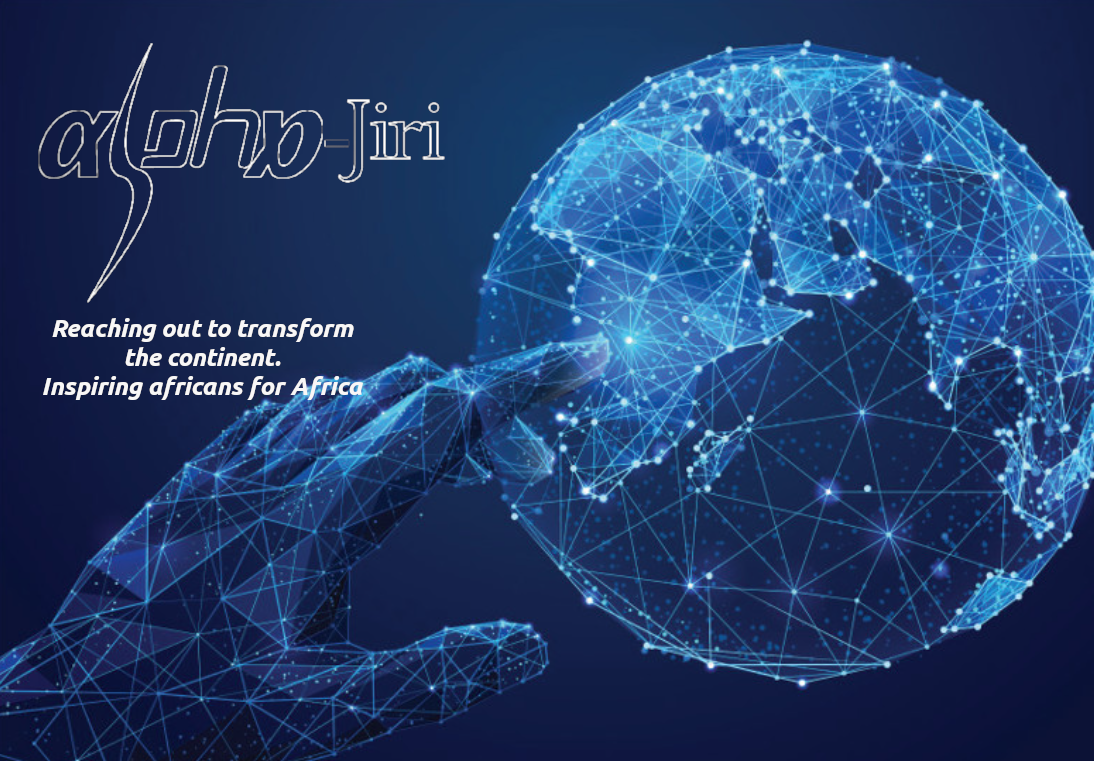 alpha-Jiri
Reaching out to transform
the continent.
Inspiring africans for Africa